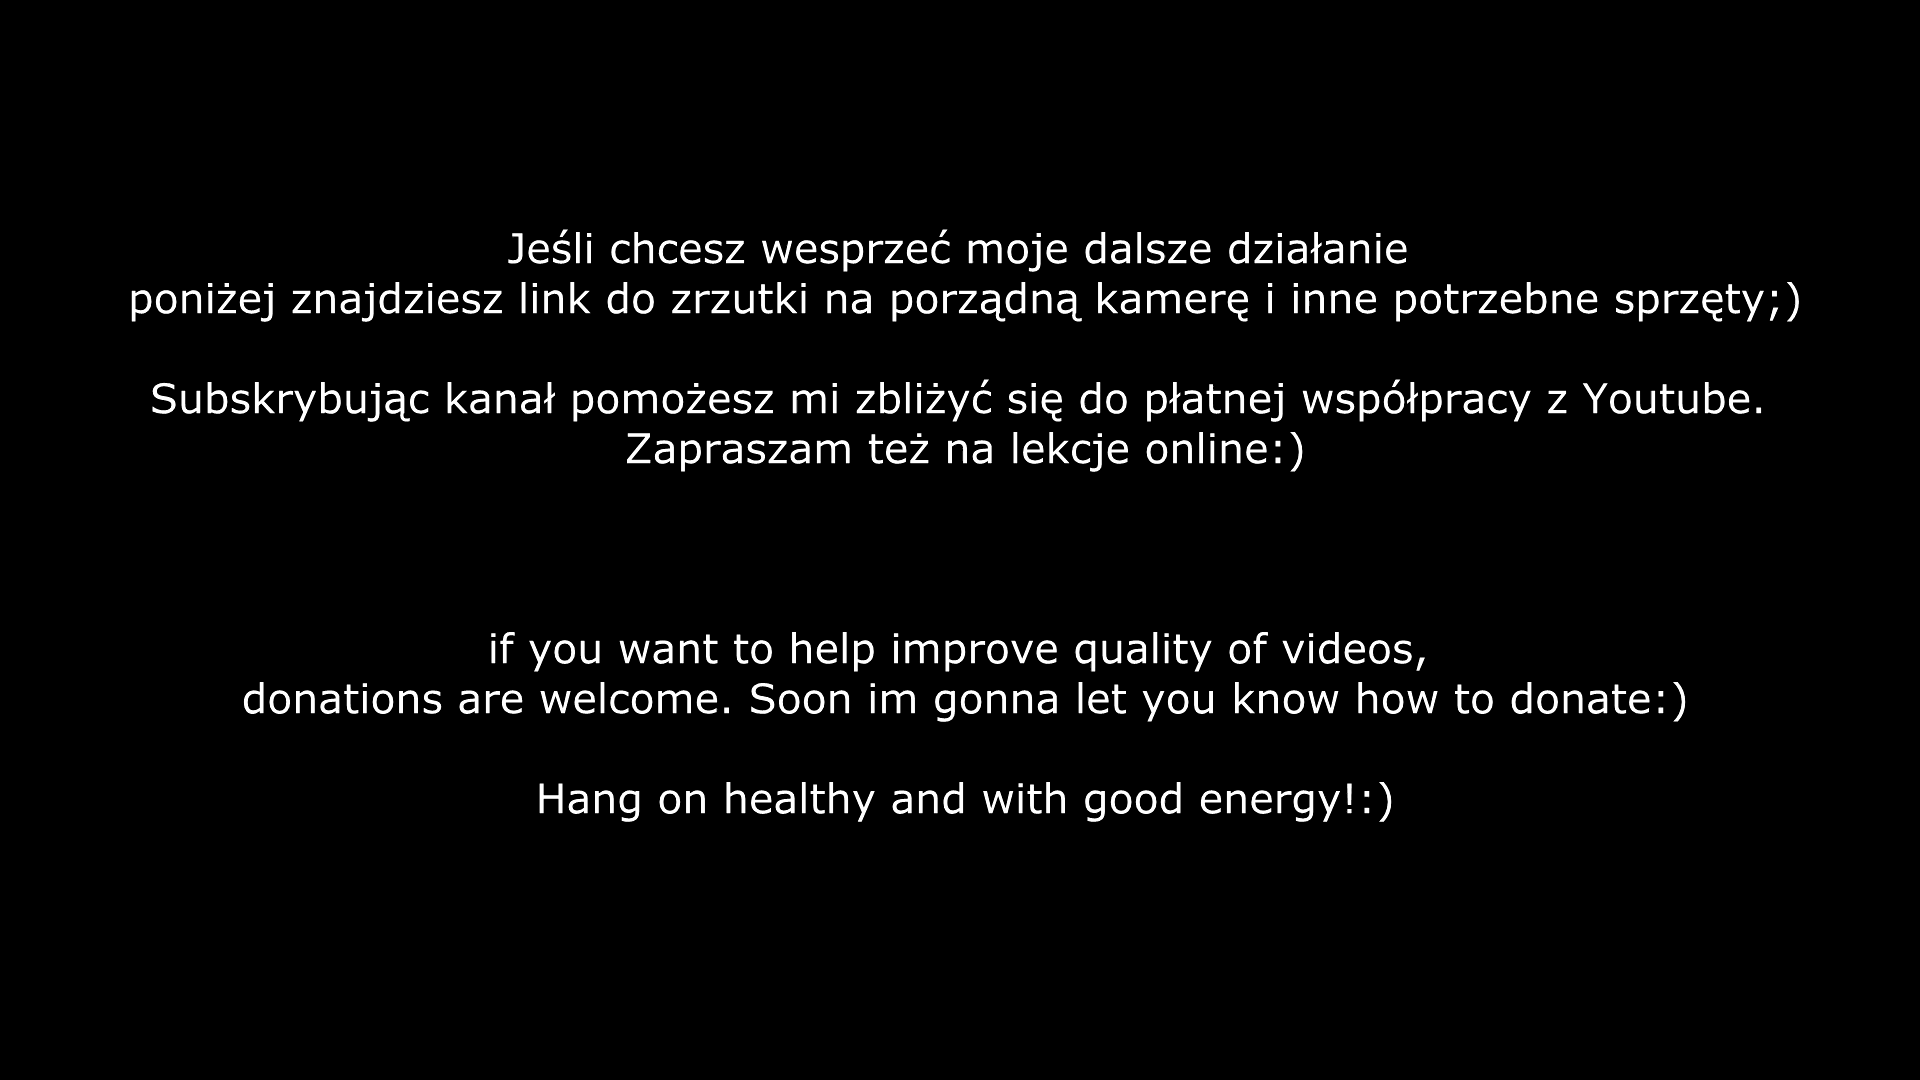 Jeśli chcesz wesprzeć moje dalsze działanie
poniżej znajdziesz link do zrzutki na porządną kamerę i inne potrzebne sprzęty;)
Subskrybując kanał pomożesz mi zbliżyć się do płatnej współpracy z Youtube.
Zapraszam też na lekcje online:)
if you want to help improve quality of videos,
donations are welcome. Soon im gonna let you know how to donate:)
Hang on healthy and with good energy!:)